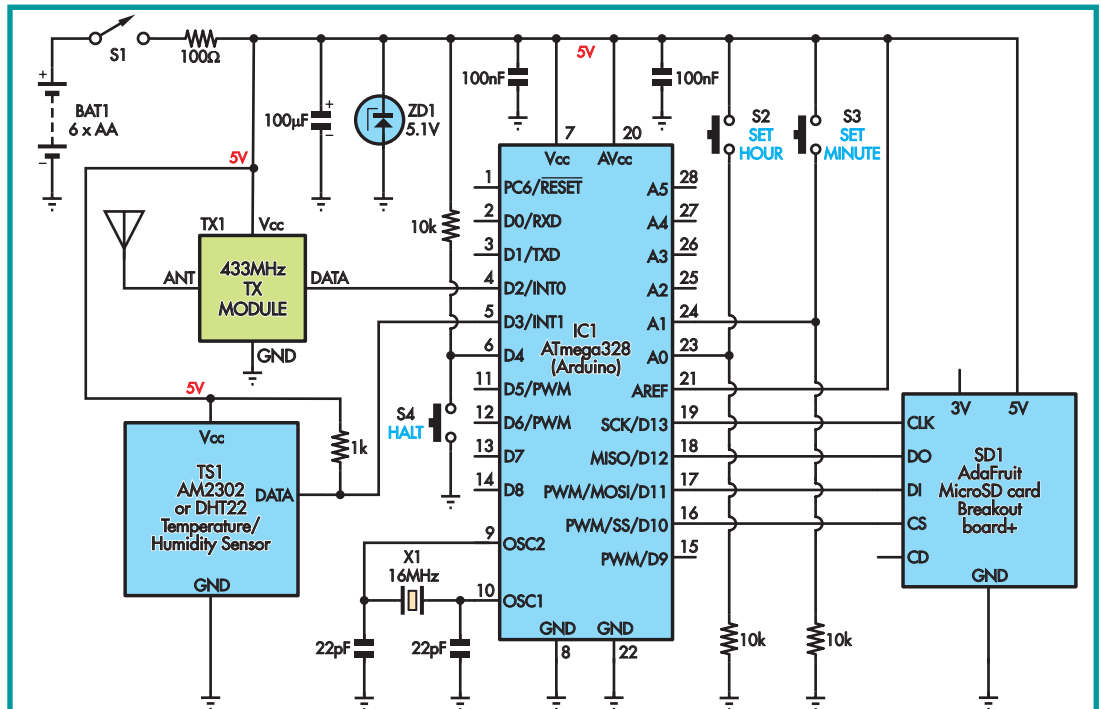 S1
100Ω
+
BAT1
6 x AA
–
5V
100µF
+
–
ZD1
5.1V
10k
100nF
5V
100nF
S2
SET
HOUR
S3
SET
MINUTE
TX1
Vcc
ANT
433MHz
TX
MODULE
DATA
GND
5V
Vcc
TS1
AM2302
or DHT22
Temperature/
Humidity Sensor
DATA
GND
1k
S4
HALT
X1
16MHz
22pF
22pF
7
20
Vcc
AVcc
1
PC6/RESET
2
D0/RXD
3
D1/TXD
4
D2/INT0
5
D3/INT1
6
D4
11
D5/PWM
12
D6/PWM
13
D7
14
D8
9
OSC2
10
OSC1
IC1
ATmega328
(Arduino)
A5
28
A4
27
A3
26
A2
25
A1
24
A0
23
AREF
21
SCK/D13
19
MISO/D12
18
PWM/MOSI/D11
17
PWM/SS/D10
16
PWM/D9
15
GND
GND
8
22
10k
10k
3V
5V
CLK
DO
DI
CS
CD
SD1
AdaFruit
MicroSD card
Breakout
board+
GND